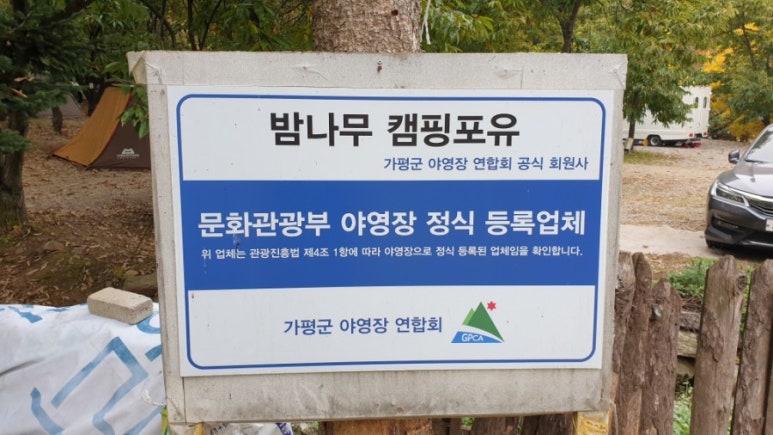 밤나무 캠핑포유
가평군 야영장 연합회 공식 회원사
문화관광부 야영장 정식 등록업체
위 업체는 관광진흥법 제4조 1항에 따라 야영장으로 정식 등록된 업체임을 확인합니다.
가평군 야영장 연합회
GPCA